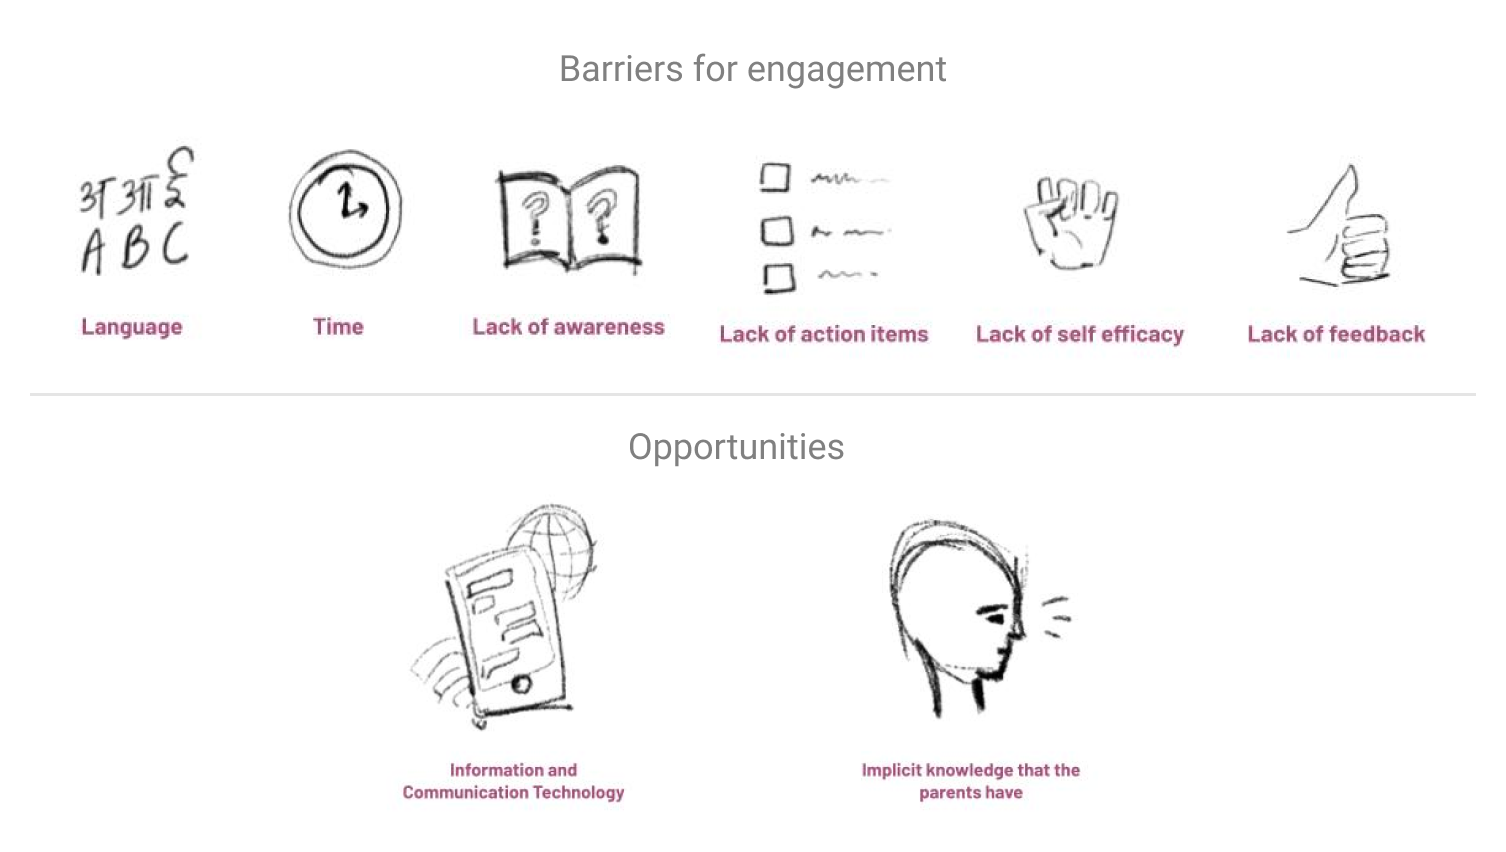 Barriers for engagement
अ आ ई
A B C
? ?
Language
Time
Lack of awareness
Lack of action items
Lack of self efficacy
Lack of feedback
Opportunities
Information and
Communication Technology
Implicit knowledge that the
parents have